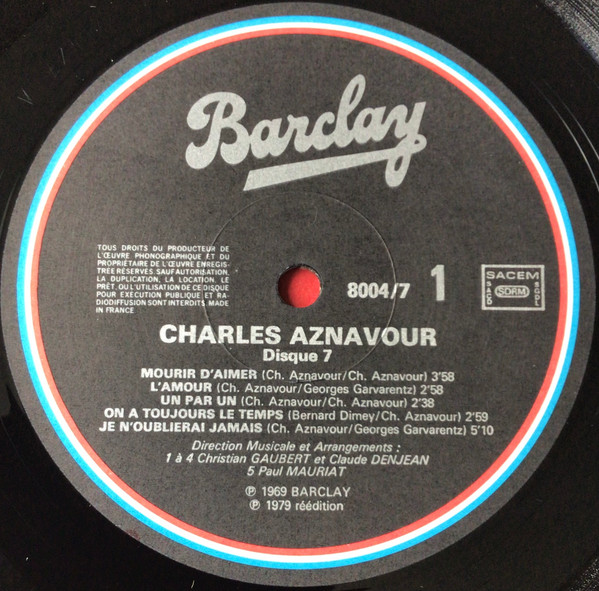 Barclay
TOUS DROITS DU PRODUCTEUR DE
L'ŒUVRE PHONOGRAPHIQUE ET DU
PROPRIÉTAIRE DE L'ŒUVRE ENREGIS-
TRÉE RÉSERVÉS. SAUF AUTORISATION,
LA DUPLICATION, LA LOCATION, LE
PRÊT, OU L'UTILISATION DE CE DISQUE
POUR EXÉCUTION PUBLIQUE ET RA-
DIODIFFUSION SONT INTERDITS. MADE
IN FRANCE
8004/7 1
SACEM
SACD SDRM SGDL
CHARLES AZNAVOUR
Disque 7
MOURIR D'AIMER (Ch. Aznavour/Ch. Aznavour) 3'58
L'AMOUR (Ch. Aznavour/Georges Garvarentz) 2'58
UN PAR UN (Ch. Aznavour/Ch. Aznavour) 2'38
ON A TOUJOURS LE TEMPS (Bernard Dimey/Ch. Aznavour) 2'59
JE N'OUBLIERAI JAMAIS (Ch. Aznavour/Georges Garvarentz) 5'10
Direction Musicale et Arrangements :
1 à 4 Christian GAUBERT et Claude DENJEAN
5 Paul MAURIAT
℗ 1969 BARCLAY
℗ 1979 réédition